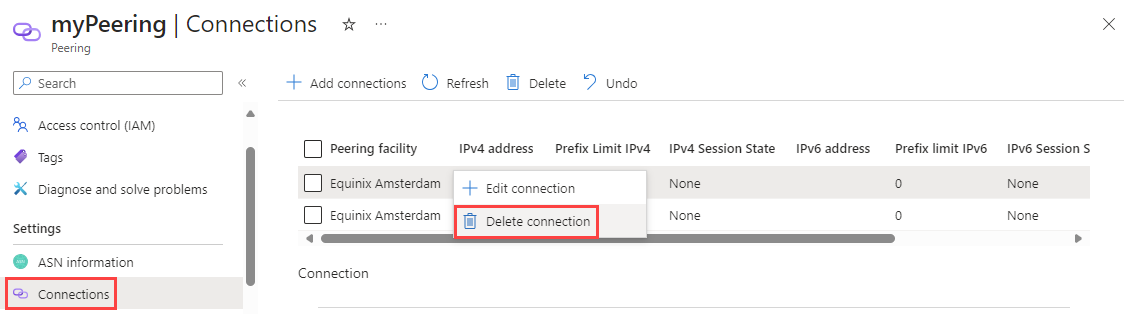 myPeering | Connections
Peering
Search
Access control (IAM)
Tags
Diagnose and solve problems
Settings
ASN information
Connections
Add connections Refresh Delete Undo
Peering facility IPv4 address Prefix Limit IPv4 IPv4 Session State IPv6 address Prefix limit IPv6 IPv6 Session S
Equinix Amsterdam None 0 None
Equinix Amsterdam None 0 None
Edit connection
Delete connection
Connection